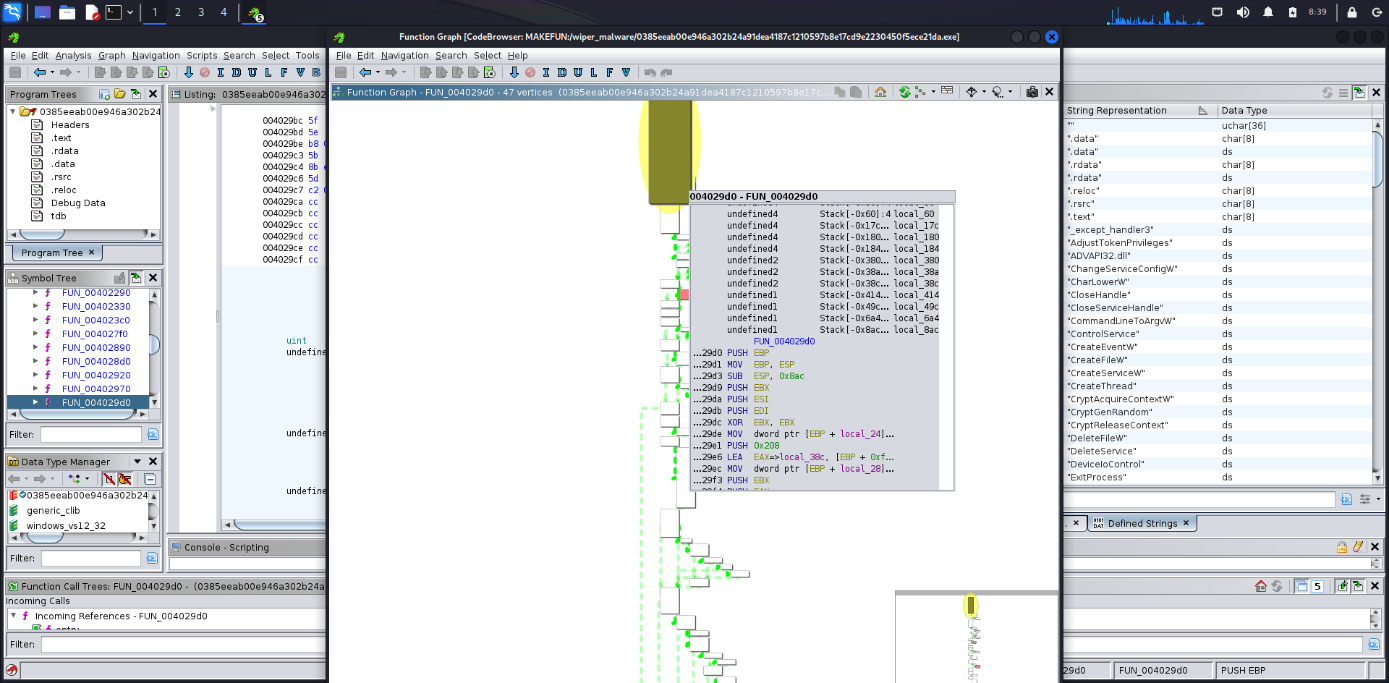 1 2 3 4 5 8:39
Function Graph [CodeBrowser: MAKEFUN:/wiper_malware/0385eeab00e946a302b24a91dea4187c1210597b8e17cd9e2230450f5ece21da.exe]
File Edit Analysis Graph Navigation Scripts Search Select Tools
I D U L F V B
Program Trees
0385eeab00e946a302b24
Headers
.text
.rdata
.data
.rsrc
.reloc
Debug Data
tdb
Program Tree ×
Symbol Tree
FUN_00402290
FUN_00402330
FUN_004023c0
FUN_004027f0
FUN_00402890
FUN_004028d0
FUN_00402920
FUN_00402970
FUN_004029d0
Filter:
Data Type Manager
0385eeab00e946a302b24
generic_clib
windows_vs12_32
Filter:
Listing: 0385eeab00e946a302b24
004029bc 5f
004029bd 5e
004029be b8
004029c3 5b
004029c4 8b
004029c6 5d
004029c7 c2
004029ca cc
004029cb cc
004029cc cc
004029cd cc
004029ce cc
004029cf cc
uint
undefine
undefine
undefine
Console - Scripting
Function Call Trees: FUN_004029d0 - (0385eeab00e946a302b24a
Incoming Calls
Incoming References - FUN_004029d0
Filter:
File Edit Navigation Search Select Help
I D U L F V
Function Graph - FUN_004029d0 - 47 vertices (0385eeab00e946a302b24a91dea4187c1210597b8e17c...
004029d0 - FUN_004029d0
undefined4 Stack[-0x60]:4 local_60
undefined4 Stack[-0x17c... local_17c
undefined4 Stack[-0x180... local_180
undefined4 Stack[-0x184... local_184
undefined2 Stack[-0x380... local_380
undefined2 Stack[-0x38a... local_38a
undefined2 Stack[-0x38c... local_38c
undefined1 Stack[-0x414... local_414
undefined1 Stack[-0x49c... local_49c
undefined1 Stack[-0x6a4... local_6a4
undefined1 Stack[-0x8ac... local_8ac
FUN_004029d0
...29d0 PUSH EBP
...29d1 MOV EBP, ESP
...29d3 SUB ESP, 0x8ac
...29d9 PUSH EBX
...29da PUSH ESI
...29db PUSH EDI
...29dc XOR EBX, EBX
...29de MOV dword ptr [EBP + local_24]...
...29e1 PUSH 0x208
...29e6 LEA EAX=>local_38c, [EBP + 0xf...
...29ec MOV dword ptr [EBP + local_28]...
...29f3 PUSH EBX
String Representation Data Type
"" uchar[36]
".data" char[8]
".data" ds
".rdata" char[8]
".rdata" ds
".reloc" char[8]
".rsrc" char[8]
".text" char[8]
"_except_handler3" ds
"AdjustTokenPrivileges" ds
"ADVAPI32.dll" ds
"ChangeServiceConfigW" ds
"CharLowerW" ds
"CloseHandle" ds
"CloseServiceHandle" ds
"CommandLineToArgvW" ds
"ControlService" ds
"CreateEventW" ds
"CreateFileW" ds
"CreateServiceW" ds
"CreateThread" ds
"CryptAcquireContextW" ds
"CryptGenRandom" ds
"CryptReleaseContext" ds
"DeleteFileW" ds
"DeleteService" ds
"DeviceIoControl" ds
"ExitProcess" ds
Defined Strings ×
5
29d0 FUN_004029d0 PUSH EBP